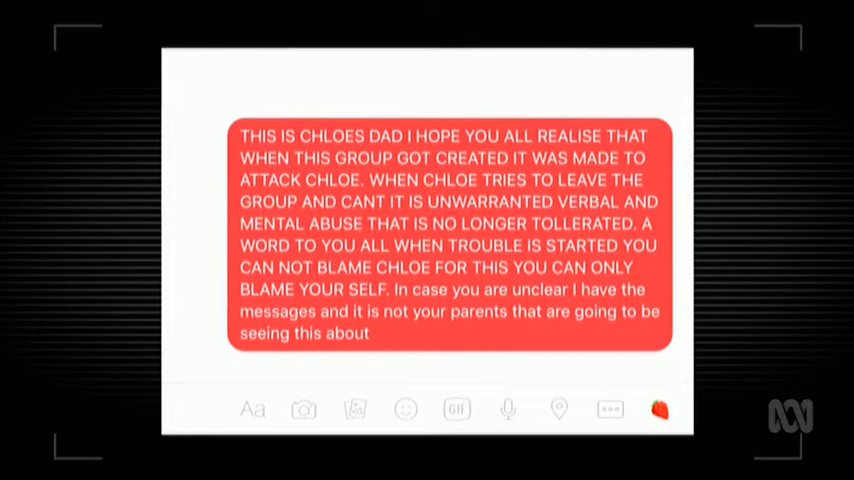 THIS IS CHLOES DAD I HOPE YOU ALL REALISE THAT
WHEN THIS GROUP GOT CREATED IT WAS MADE TO
ATTACK CHLOE. WHEN CHLOE TRIES TO LEAVE THE
GROUP AND CANT IT IS UNWARRANTED VERBAL AND
MENTAL ABUSE THAT IS NO LONGER TOLLERATED. A
WORD TO YOU ALL WHEN TROUBLE IS STARTED YOU
CAN NOT BLAME CHLOE FOR THIS YOU CAN ONLY
BLAME YOUR SELF. In case you are unclear I have the
messages and it is not your parents that are going to be
seeing this about
Aa GIF